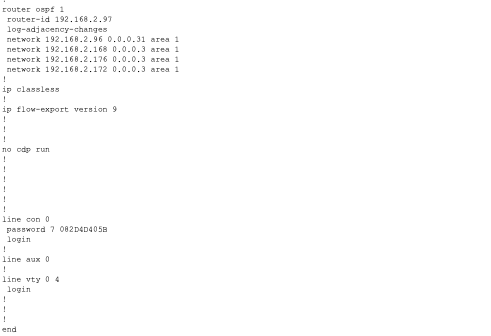 !
router ospf 1
 router-id 192.168.2.97
 log-adjacency-changes
 network 192.168.2.96 0.0.0.31 area 1
 network 192.168.2.168 0.0.0.3 area 1
 network 192.168.2.176 0.0.0.3 area 1
 network 192.168.2.172 0.0.0.3 area 1
!
ip classless
!
ip flow-export version 9
!
!
!
no cdp run
!
!
!
!
!
!
line con 0
 password 7 082D4D405B
 login
!
line aux 0
!
line vty 0 4
 login
!
!
!
end